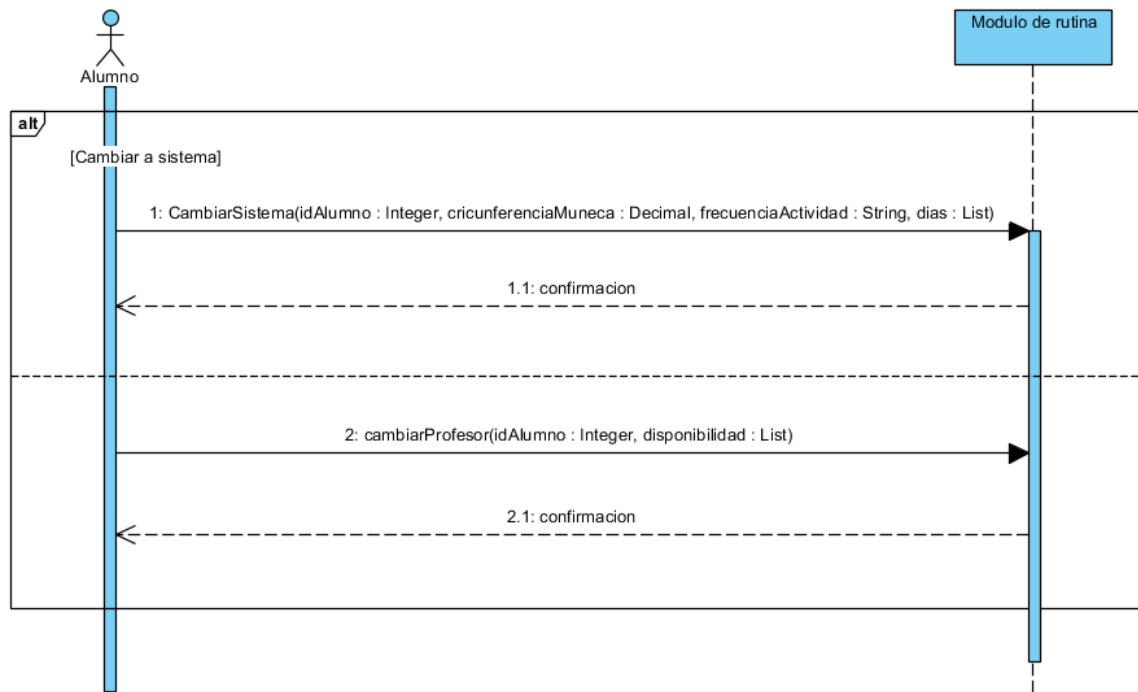 Modulo de rutina
Alumno
alt
[Cambiar a sistema]
1: CambiarSistema(idAlumno : Integer, cricunferenciaMuneca : Decimal, frecuenciaActividad : String, dias : List)
1.1: confirmacion
2: cambiarProfesor(idAlumno : Integer, disponibilidad : List)
2.1: confirmacion